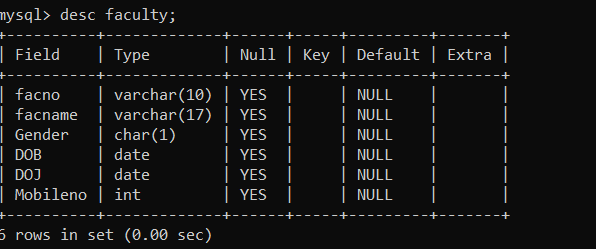 mysql> desc faculty;
+----------+-------------+------+-----+---------+-------+
| Field    | Type        | Null | Key | Default | Extra |
+----------+-------------+------+-----+---------+-------+
| facno    | varchar(10) | YES  |     | NULL    |       |
| facname  | varchar(17) | YES  |     | NULL    |       |
| Gender   | char(1)     | YES  |     | NULL    |       |
| DOB      | date        | YES  |     | NULL    |       |
| DOJ      | date        | YES  |     | NULL    |       |
| Mobileno | int         | YES  |     | NULL    |       |
+----------+-------------+------+-----+---------+-------+
6 rows in set (0.00 sec)